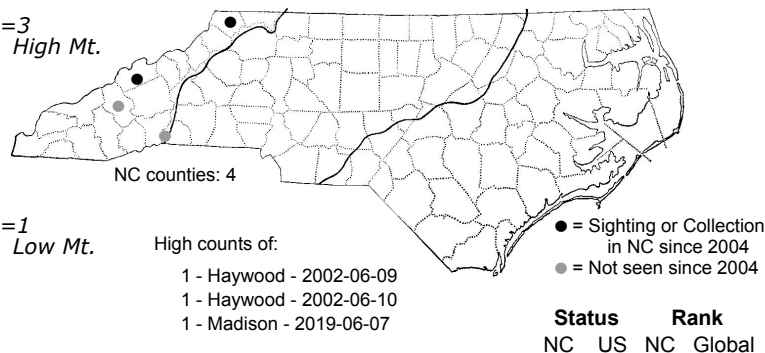 =3
High Mt.
NC counties: 4
=1
Low Mt.
High counts of:
1 - Haywood - 2002-06-09
1 - Haywood - 2002-06-10
1 - Madison - 2019-06-07
= Sighting or Collection
in NC since 2004
= Not seen since 2004
Status Rank
NC US NC Global